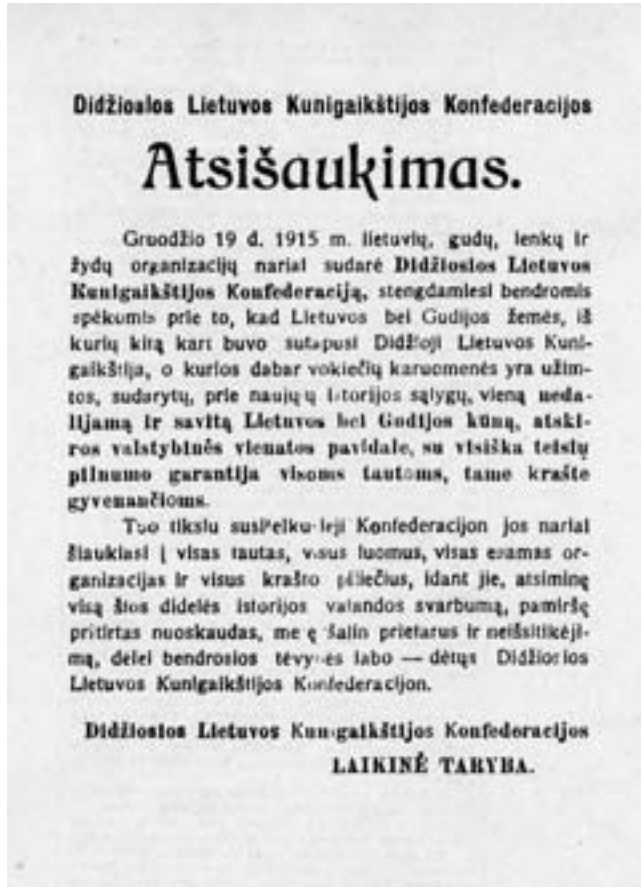 Didžiosios Lietuvos Kunigaikštijos Konfederacijos
Atsišaukimas.
Gruodžio 19 d. 1915 m. lietuvių, gudų, lenkų ir
žydų organizacijų nariai sudarė Didžiosios Lietuvos
Kunigaikštijos Konfederaciją, stengdamiesi bendromis
spėkomis prie to, kad Lietuvos bei Gudijos žemės, iš
kurių kitą kart buvo sutapusi Didžioji Lietuvos Kuni-
gaikštija, o kurios dabar vokiečių karuomenės yra užim-
tos, sudarytų, prie naujųjų istorijos sąlygų, vieną neda-
lijamą ir savitą Lietuvos bei Gudijos kūną, atski-
ros valstybinės vienatos pavidale, su visiška teisių
pilnumo garantija visoms tautoms, tame krašte
gyvenančioms.
Tuo tikslu susitelkusieji Konfederacijon jos nariai
šiaukiasi į visas tautas, visus luomus, visas esamas or-
ganizacijas ir visus krašto piliečius, idant jie, atsiminę
visą šios didelės istorijos valandos svarbumą, pamiršę
pritirtas nuoskaudas, metę šalin prietarus ir neišsitikėji-
mą, dėlei bendrosios tėvynės labo — dėtųs Didžiosios
Lietuvos Kunigaikštijos Konfederacijon.
Didžiosios Lietuvos Kunigaikštijos Konfederacijos
LAIKINĖ TARYBA.